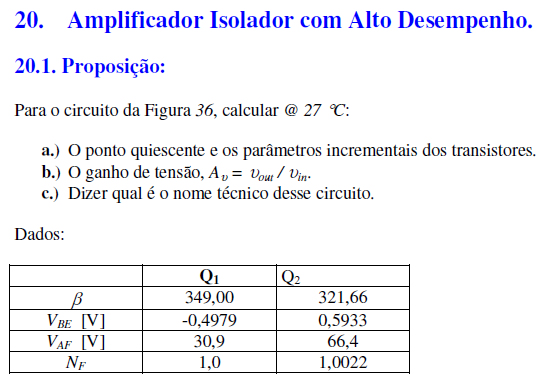 20. Amplificador Isolador com Alto Desempenho.
20.1. Proposição:
Para o circuito da Figura 36, calcular @ 27 ℃:
a.) O ponto quiescente e os parâmetros incrementais dos transistores.
b.) O ganho de tensão, Aυ = υout / υin.
c.) Dizer qual é o nome técnico desse circuito.
Dados:
Q1 Q2
β 349,00 321,66
VBE [V] -0,4979 0,5933
VAF [V] 30,9 66,4
NF 1,0 1,0022